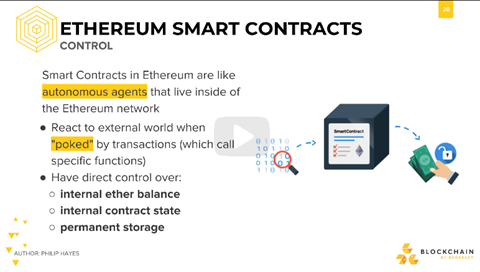 20
ETHEREUM SMART CONTRACTS
CONTROL
Smart Contracts in Ethereum are like
autonomous agents that live inside of
the Ethereum network
● React to external world when
"poked" by transactions (which call
specific functions)
● Have direct control over:
○ internal ether balance
○ internal contract state
○ permanent storage
SmartContract
AUTHOR: PHILIP HAYES
BLOCKCHAIN
AT BERKELEY